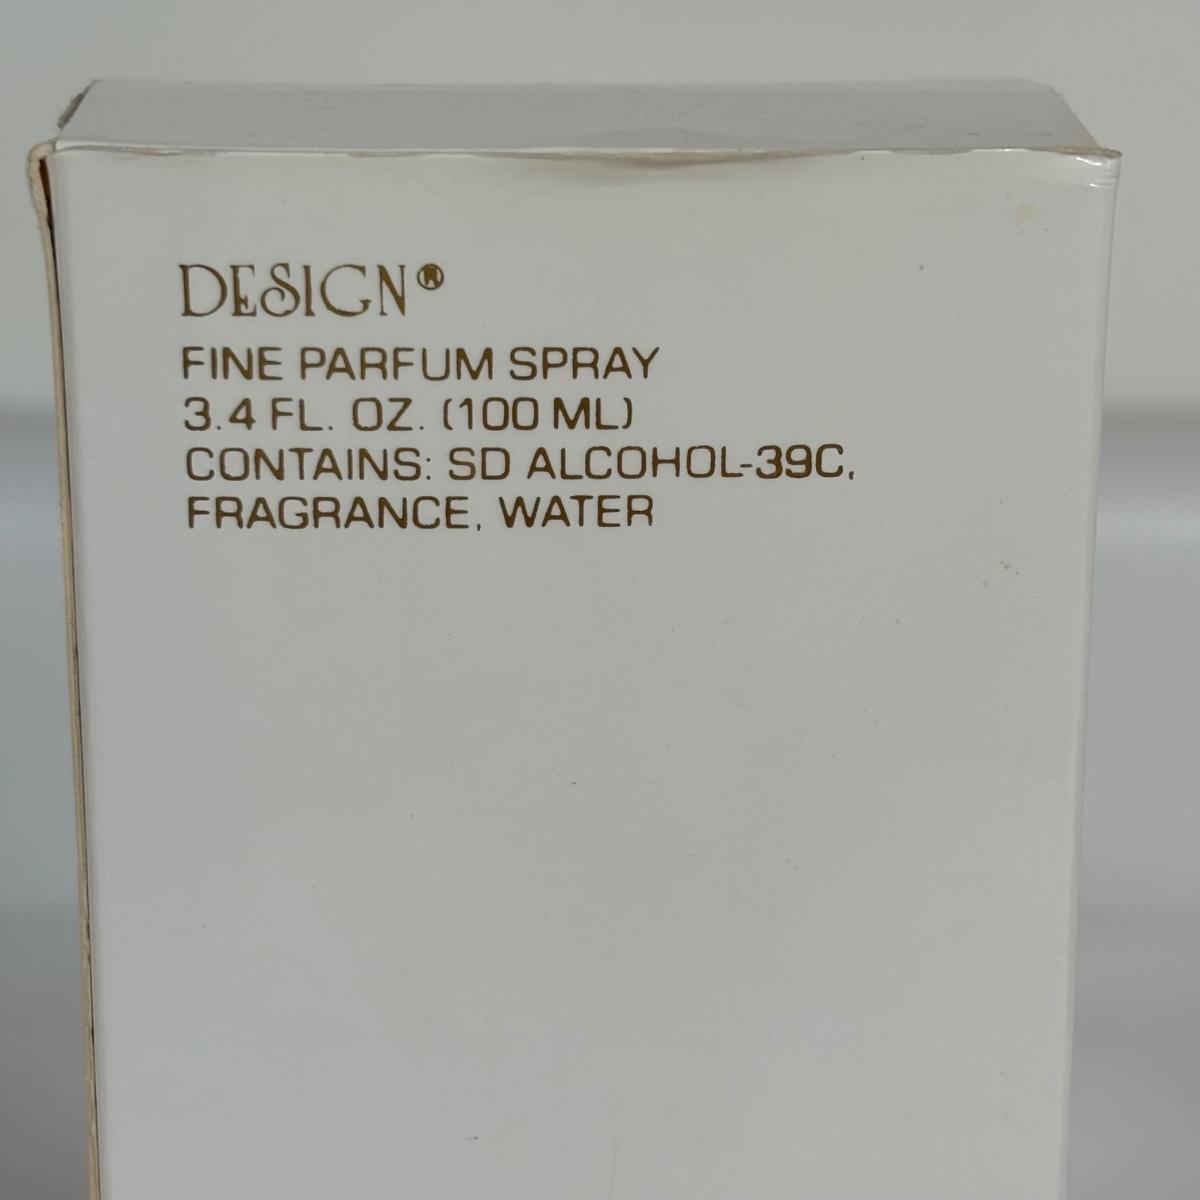 DESIGN®
FINE PARFUM SPRAY
3.4 FL. OZ. (100 ML)
CONTAINS: SD ALCOHOL-39C,
FRAGRANCE, WATER